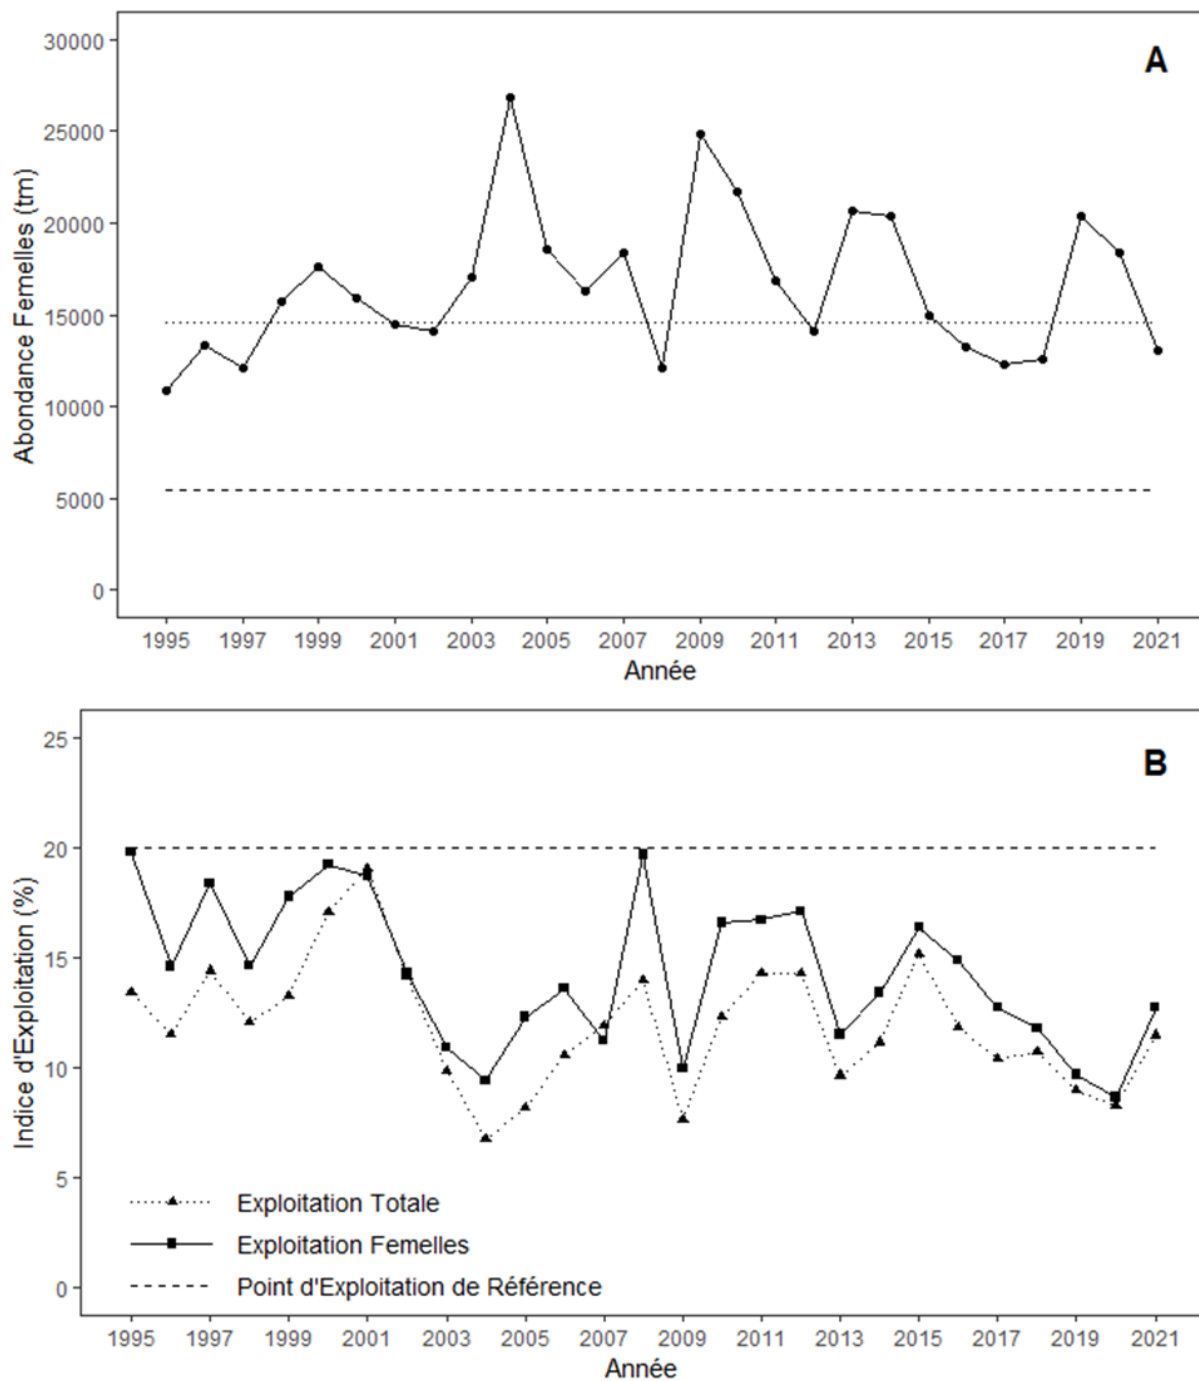 A
Abondance Femelles (tm)
30000
25000
20000
15000
10000
5000
0
1995 1997 1999 2001 2003 2005 2007 2009 2011 2013 2015 2017 2019 2021
Année
B
Indice d'Exploitation (%)
25
20
15
10
5
0
Exploitation Totale
Exploitation Femelles
Point d'Exploitation de Référence
1995 1997 1999 2001 2003 2005 2007 2009 2011 2013 2015 2017 2019 2021
Année